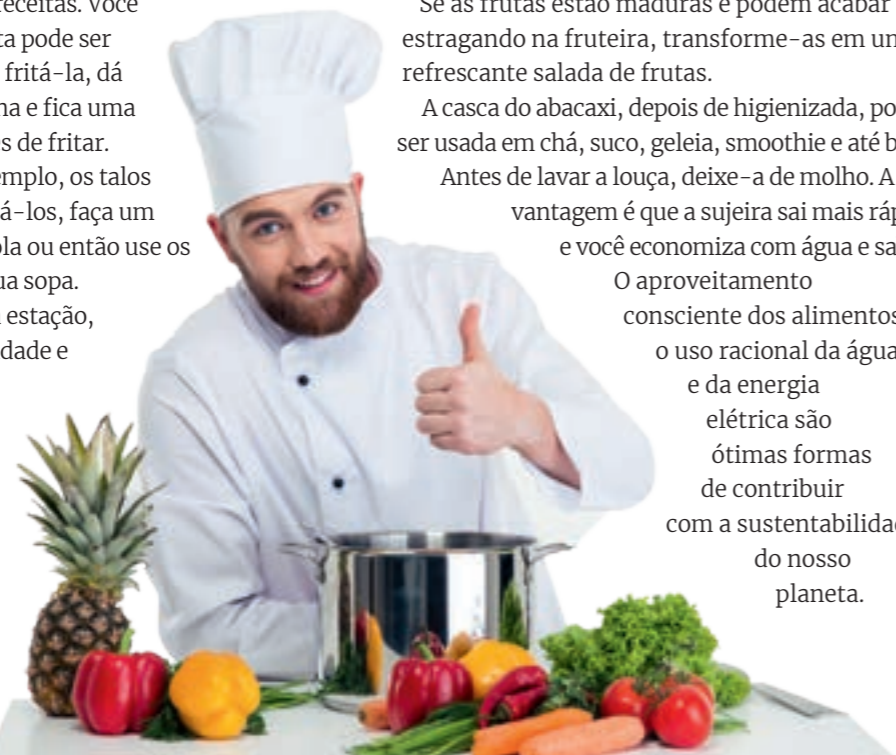 receitas. Você
ta pode ser
fritá-la, dá
na e fica uma
s de fritar.
emplo, os talos
á-los, faça um
ola ou então use os
ua sopa.
estação,
dade e
Se as frutas estão maduras e podem acabar
estragando na fruteira, transforme-as em un
refrescante salada de frutas.
A casca do abacaxi, depois de higienizada, po
ser usada em chá, suco, geleia, smoothie e até b
Antes de lavar a louça, deixe-a de molho. A
vantagem é que a sujeira sai mais ráp
e você economiza com água e sa
O aproveitamento
consciente dos alimentos
o uso racional da água
e da energia
elétrica são
ótimas formas
de contribuir
com a sustentabilidad
do nosso
planeta.